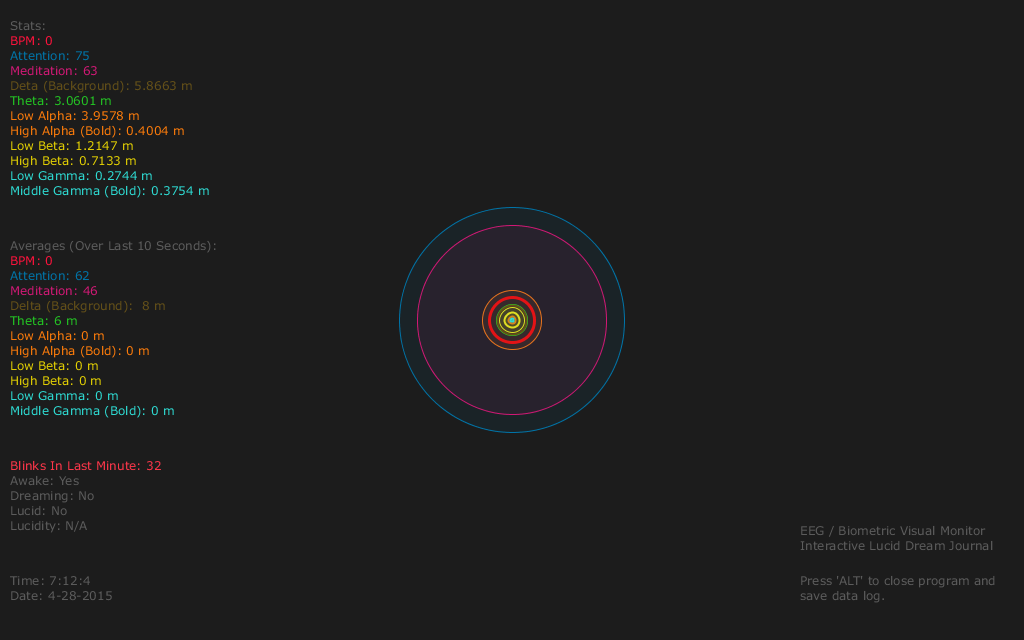 Stats:
BPM: 0
Attention: 75
Meditation: 63
Deta (Background): 5.8663 m
Theta: 3.0601 m
Low Alpha: 3.9578 m
High Alpha (Bold): 0.4004 m
Low Beta: 1.2147 m
High Beta: 0.7133 m
Low Gamma: 0.2744 m
Middle Gamma (Bold): 0.3754 m
Averages (Over Last 10 Seconds):
BPM: 0
Attention: 62
Meditation: 46
Delta (Background):  8 m
Theta: 6 m
Low Alpha: 0 m
High Alpha (Bold): 0 m
Low Beta: 0 m
High Beta: 0 m
Low Gamma: 0 m
Middle Gamma (Bold): 0 m
Blinks In Last Minute: 32
Awake: Yes
Dreaming: No
Lucid: No
Lucidity: N/A
Time: 7:12:4
Date: 4-28-2015
EEG / Biometric Visual Monitor
Interactive Lucid Dream Journal
Press 'ALT' to close program and
save data log.